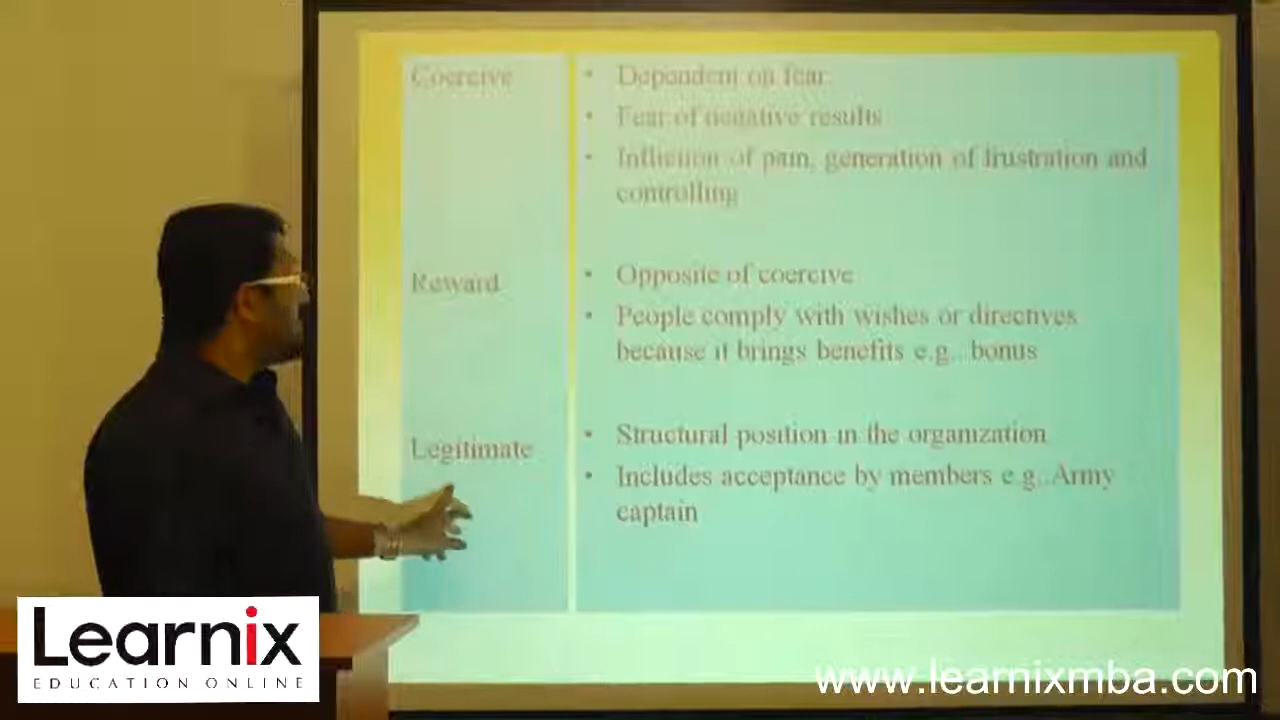 Coercive
• Dependent on fear
• Fear of negative results
• Infliction of pain, generation of frustration and
controlling
Reward
• Opposite of coercive
• People comply with wishes or directives
because it brings benefits e.g..bonus
Legitimate
• Structural position in the organization
• Includes acceptance by members e.g..Army
captain
Learnix
EDUCATION ONLINE
www.learnixmba.com